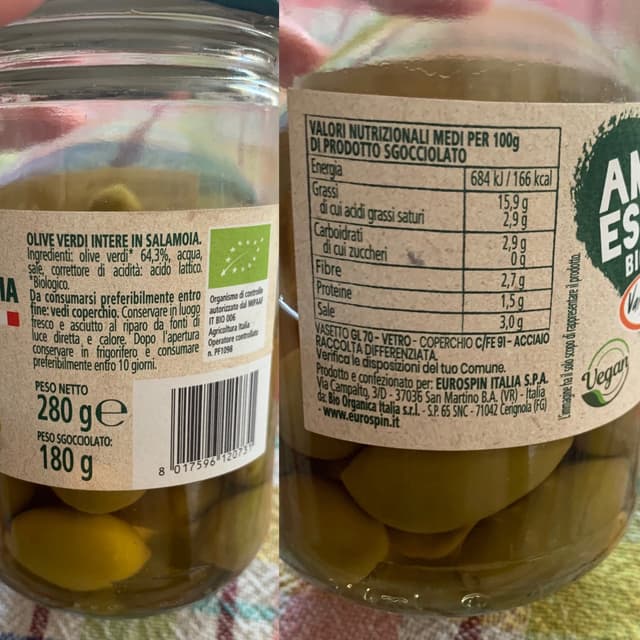 OLIVE VERDI INTERE IN SALAMOIA.
Ingredienti: olive verdi* 64,3%, acqua,
sale, correttore di acidità: acido lattico.
*Biologico.
Da consumarsi preferibilmente entro
fine: vedi coperchio. Conservare in luogo
fresco e asciutto al riparo da fonti di
luce diretta e calore. Dopo l'apertura
conservare in frigorifero e consumare
preferibilmente entro 10 giorni.
PESO NETTO
280 g e
PESO SGOCCIOLATO:
180 g
Organismo di controllo
autorizzato dal MIPAAF
IT BIO 006
Agricoltura Italia
Operatore controllato
n. PF1098
8 017596 12073
VALORI NUTRIZIONALI MEDI PER 100g
DI PRODOTTO SGOCCIOLATO
Energia 684 kJ / 166 kcal
Grassi 15,9 g
di cui acidi grassi saturi 2,9 g
Carboidrati 2,9 g
di cui zuccheri 0 g
Fibre 2,7 g
Proteine 1,5 g
Sale 3,0 g
VASETTO GL 70 - VETRO - COPERCHIO C/FE 91 - ACCIAIO
RACCOLTA DIFFERENZIATA.
Verifica le disposizioni del tuo Comune.
Prodotto e confezionato per: EUROSPIN ITALIA S.P.A.
Via Campalto, 3/D - 37036 San Martino B.A. (VR) - Italia
da: Bio Organica Italia s.r.l. - S.P. 65 SNC - 71042 Cerignola (FG)
- www.eurospin.it
L'immagine ha il solo scopo di rappresentare il prodotto.
Vegan